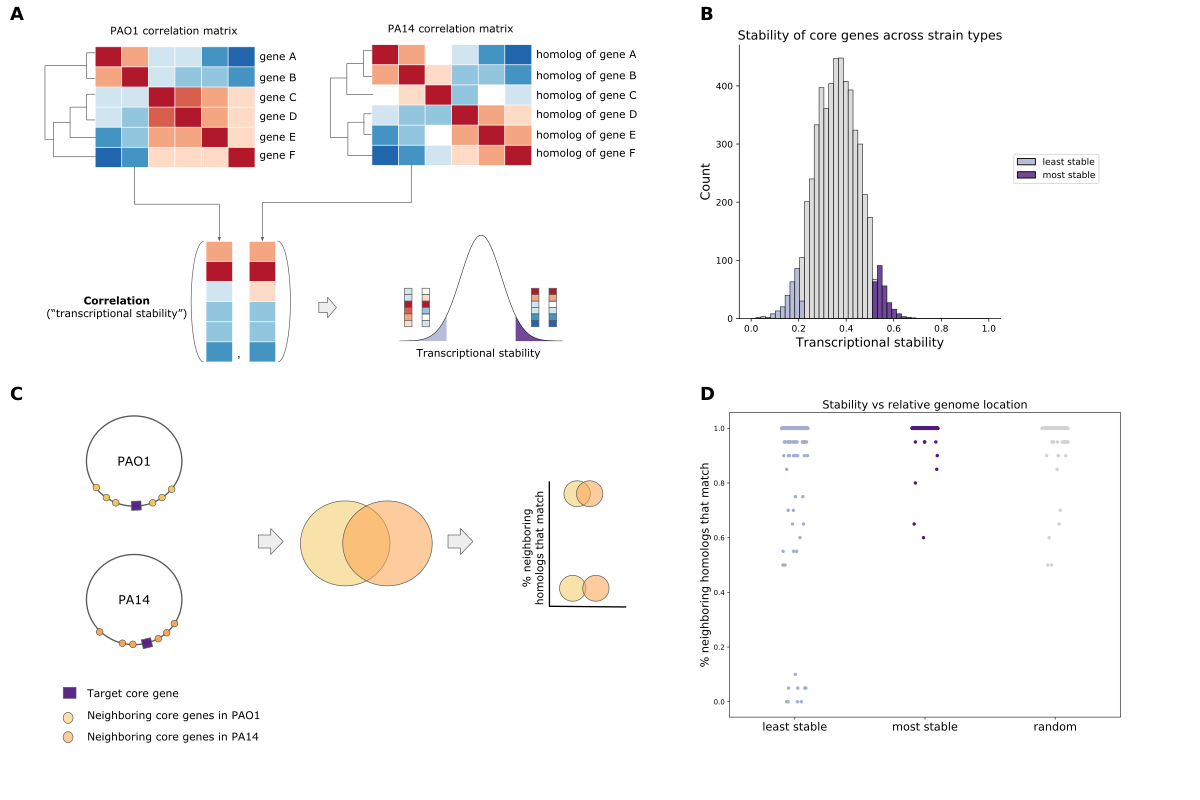 A
PAO1 correlation matrix
gene A
gene B
gene C
gene D
gene E
gene F
PA14 correlation matrix
homolog of gene A
homolog of gene B
homolog of gene C
homolog of gene D
homolog of gene E
homolog of gene F
Correlation
(“transcriptional stability”)
,
Transcriptional stability
B
Stability of core genes across strain types
Count
400
300
200
100
0
0.0
0.2
0.4
0.6
0.8
1.0
Transcriptional stability
least stable
most stable
C
PAO1
PA14
% neighboring
homologs that match
Target core gene
Neighboring core genes in PAO1
Neighboring core genes in PA14
D
Stability vs relative genome location
% neighboring homologs that match
1.0
0.8
0.6
0.4
0.2
0.0
least stable
most stable
random